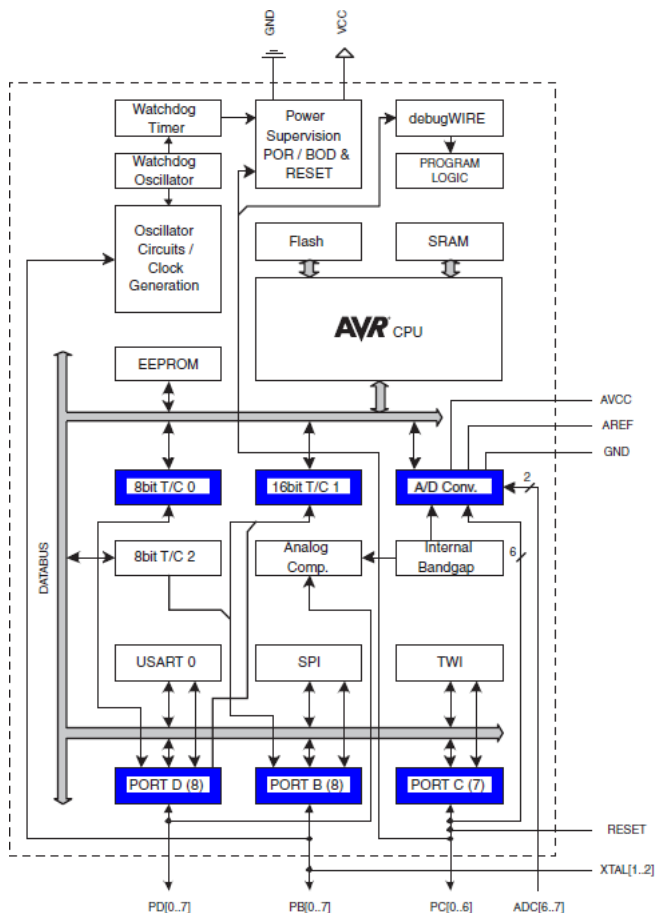 GND
VCC
Watchdog
Timer
Power
Supervision
POR / BOD &
RESET
debugWIRE
PROGRAM
LOGIC
Watchdog
Oscillator
Oscillator
Circuits /
Clock
Generation
Flash
SRAM
AVR CPU
EEPROM
AVCC
AREF
GND
8bit T/C 0
16bit T/C 1
A/D Conv.
2
8bit T/C 2
Analog
Comp.
Internal
Bandgap
6
DATABUS
USART 0
SPI
TWI
PORT D (8)
PORT B (8)
PORT C (7)
RESET
XTAL[1..2]
PD[0..7]
PB[0..7]
PC[0..6]
ADC[6..7]